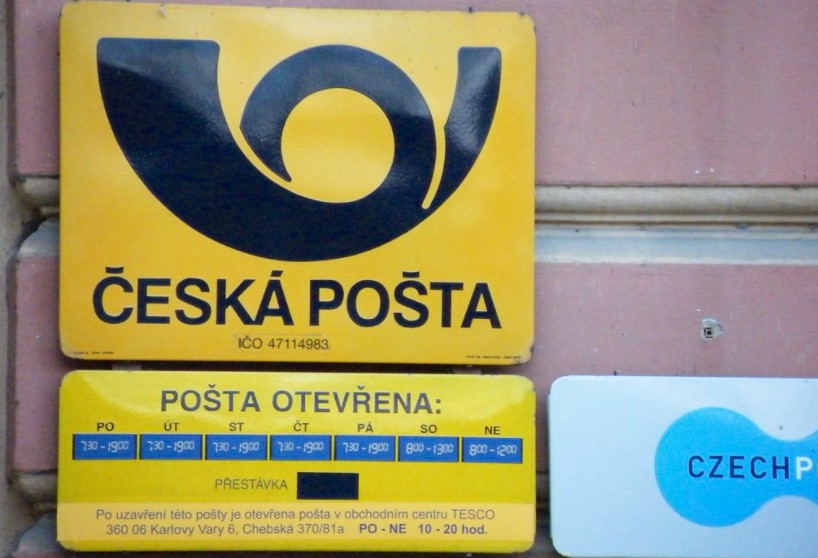 ČESKÁ POŠTA
IČO 47114983
POŠTA OTEVŘENA:
PO ÚT ST ČT PÁ SO NE
730 - 1900 730 - 1900 730 - 1900 730 - 1900 730 - 1900 800 - 1300 800 - 1200
PŘESTÁVKA
Po uzavření této pošty je otevřena pošta v obchodním centru TESCO
360 06 Karlovy Vary 6, Chebská 370/81a PO - NE 10 - 20 hod.
CZECHP